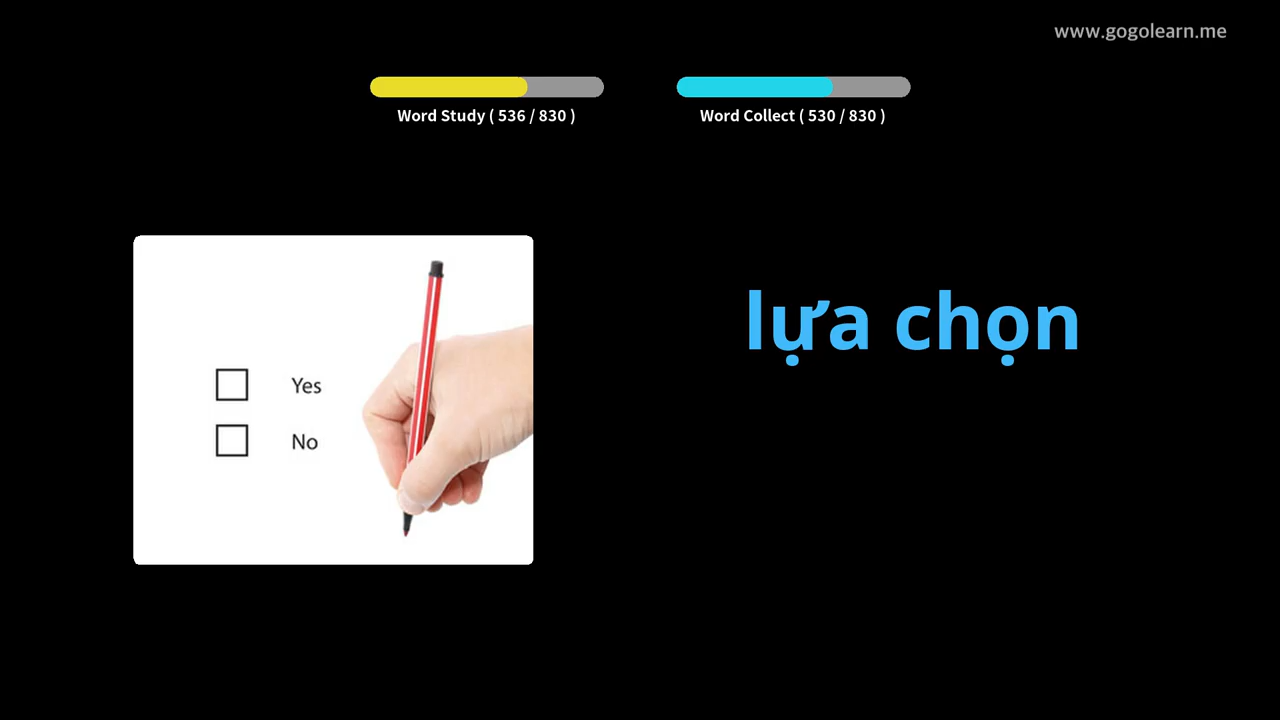 www.gogolearn.me
Word Study ( 536 / 830 )
Word Collect ( 530 / 830 )
Yes
No
lựa chọn